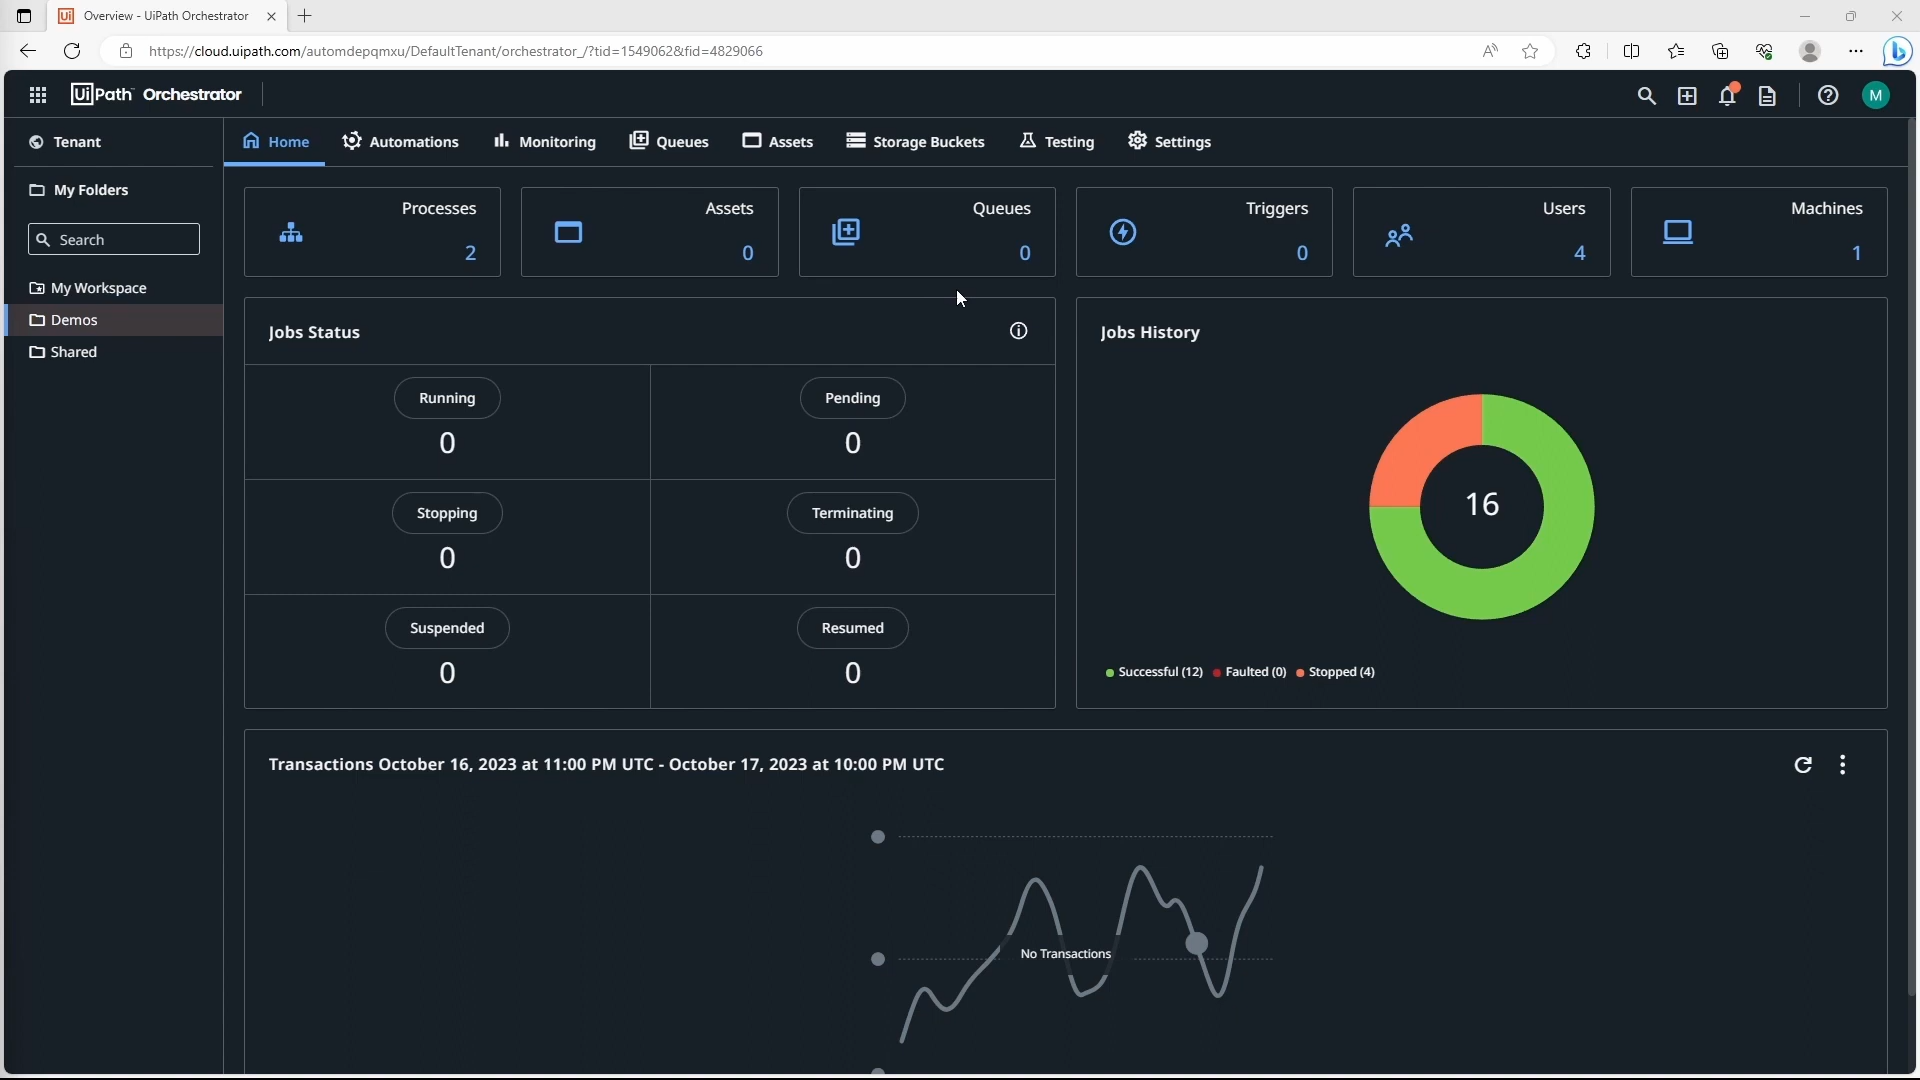 Overview - UiPath Orchestrator
https://cloud.uipath.com/automdepqmxu/DefaultTenant/orchestrator_/?tid=1549062&fid=4829066
UiPath Orchestrator
M
Tenant
Home
Automations
Monitoring
Queues
Assets
Storage Buckets
Testing
Settings
My Folders
Search
My Workspace
Demos
Shared
Processes
2
Assets
0
Queues
0
Triggers
0
Users
4
Machines
1
Jobs Status
Running
0
Pending
0
Stopping
0
Terminating
0
Suspended
0
Resumed
0
Jobs History
16
Successful (12) Faulted (0) Stopped (4)
Transactions October 16, 2023 at 11:00 PM UTC - October 17, 2023 at 10:00 PM UTC
No Transactions